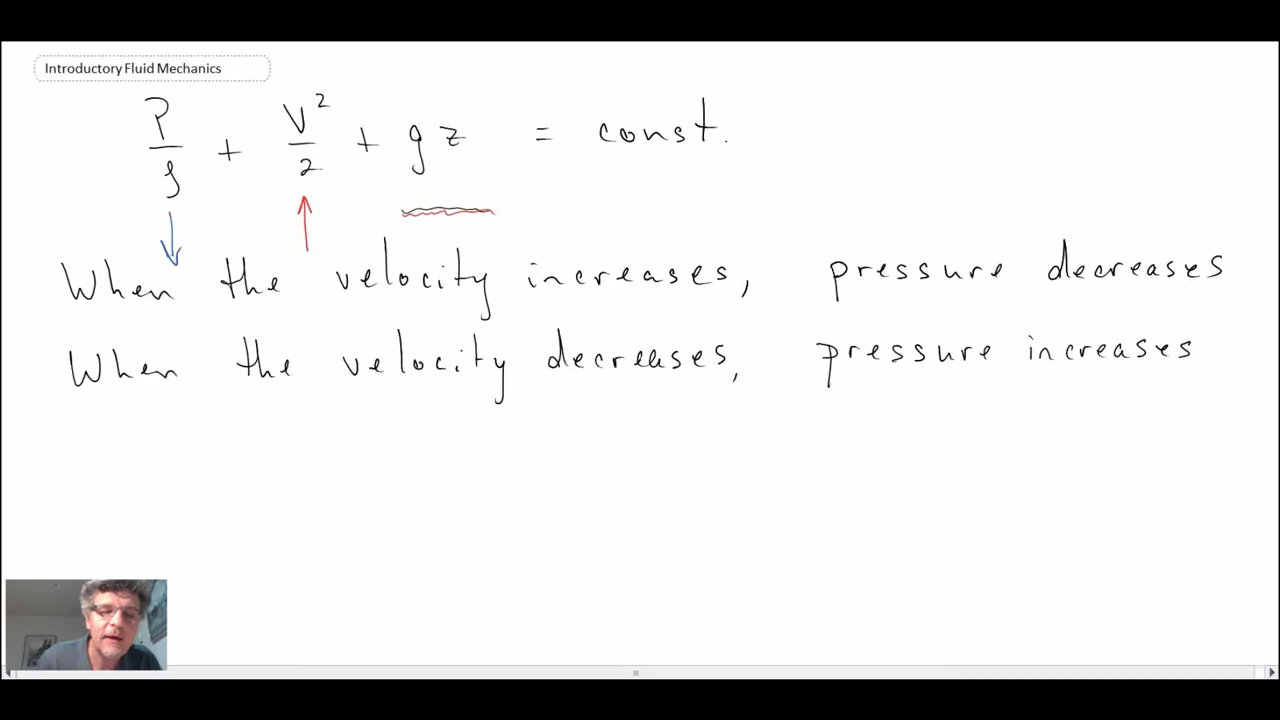 Introductory Fluid Mechanics
P/ρ + V²/2 + gz = const.
When the velocity increases, pressure decreases
When the velocity decreases, pressure increases